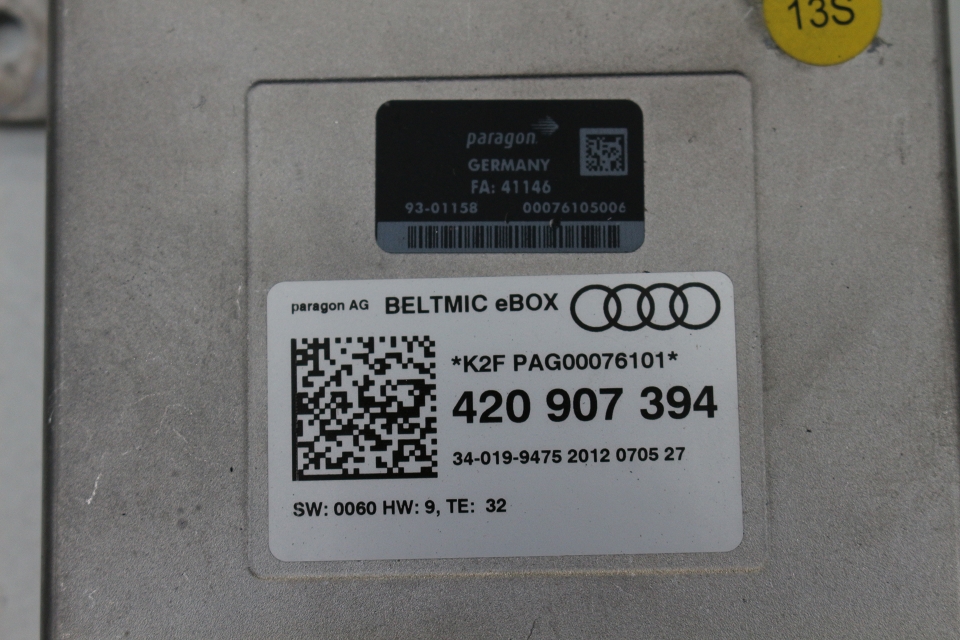 13S
paragon
GERMANY
FA: 41146
93-01158 00076105006
paragon AG BELTMIC eBOX
*K2F PAG00076101*
420 907 394
34-019-9475 2012 0705 27
SW: 0060 HW: 9, TE: 32